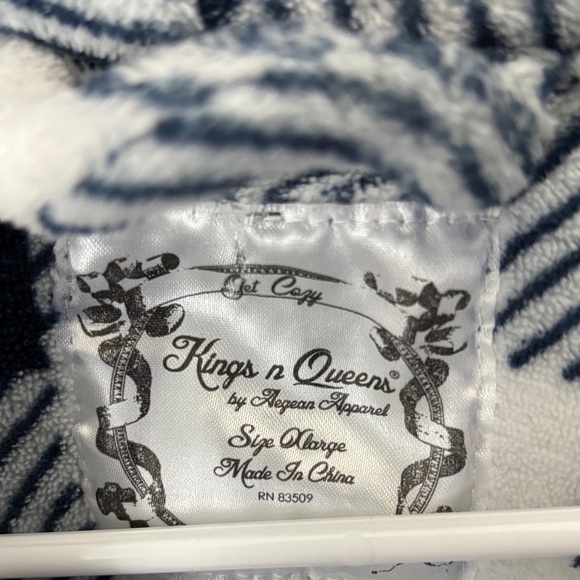 Get Cozy
Kings n Queens®
by Aegean Apparel
Size Xlarge
Made In China
RN 83509